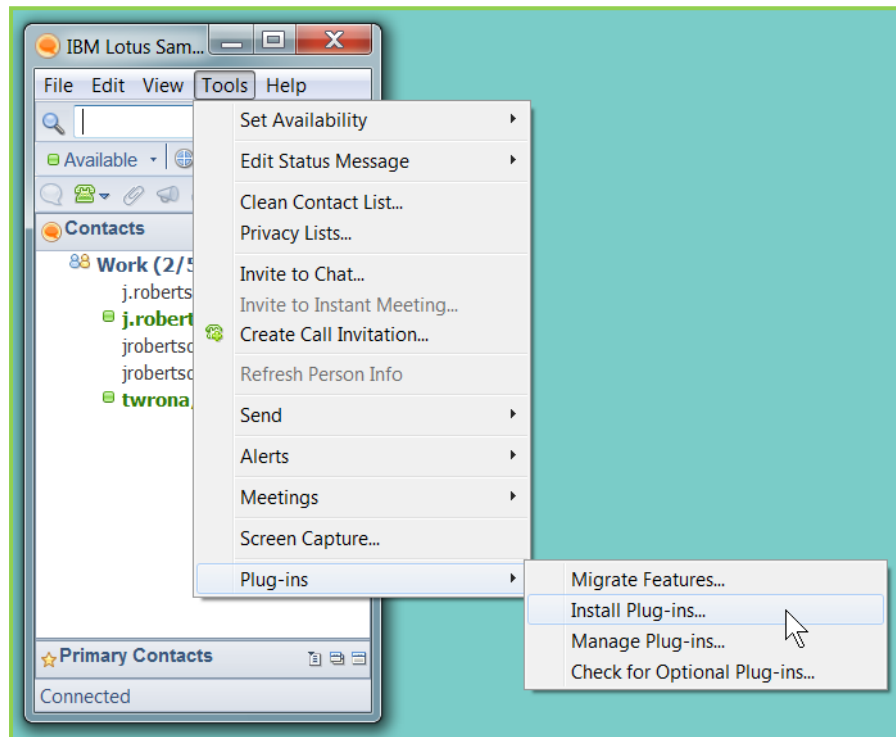 IBM Lotus Sam...
File Edit View Tools Help
Available
Contacts
Work (2/5
j.roberts
j.robert
jrobertso
jrobertso
twrona
Set Availability
Edit Status Message
Clean Contact List...
Privacy Lists...
Invite to Chat...
Invite to Instant Meeting...
Create Call Invitation...
Refresh Person Info
Send
Alerts
Meetings
Screen Capture...
Plug-ins
Migrate Features...
Install Plug-ins...
Manage Plug-ins...
Check for Optional Plug-ins...
Primary Contacts
Connected